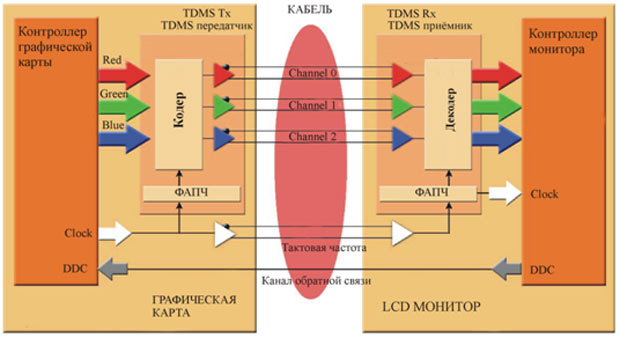 КАБЕЛЬ
Контроллер
графической
карты
TDMS Tx
TDMS передатчик
TDMS Rx
TDMS приёмник
Контроллер
монитора
Red
Green
Blue
Кодер
Channel 0
Channel 1
Channel 2
Декодер
ФАПЧ
ФАПЧ
Clock
Clock
Тактовая частота
DDC
DDC
Канал обратной связи
ГРАФИЧЕСКАЯ
КАРТА
LCD МОНИТОР